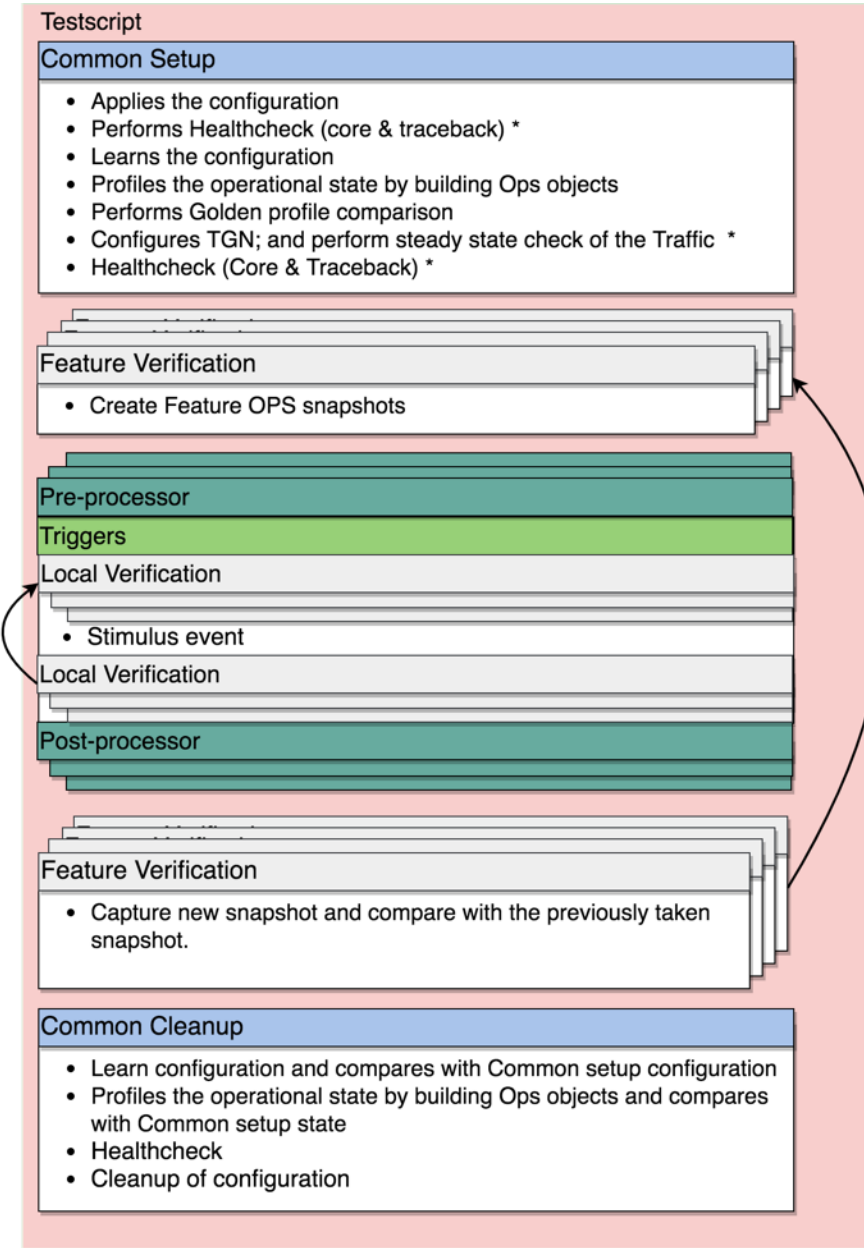 Testscript
Common Setup
• Applies the configuration
• Performs Healthcheck (core & traceback) *
• Learns the configuration
• Profiles the operational state by building Ops objects
• Performs Golden profile comparison
• Configures TGN; and perform steady state check of the Traffic *
• Healthcheck (Core & Traceback) *
Feature Verification
• Create Feature OPS snapshots
Pre-processor
Triggers
Local Verification
• Stimulus event
Local Verification
Post-processor
Feature Verification
• Capture new snapshot and compare with the previously taken
snapshot.
Common Cleanup
• Learn configuration and compares with Common setup configuration
• Profiles the operational state by building Ops objects and compares
with Common setup state
• Healthcheck
• Cleanup of configuration